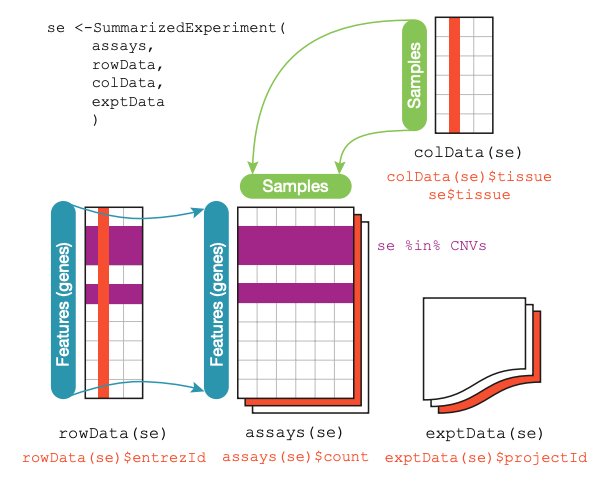 se <-SummarizedExperiment(
assays,
rowData,
colData,
exptData
)
Samples
colData(se)
colData(se)$tissue
se$tissue
Samples
Features (genes)
Features (genes)
se %in% CNVs
rowData(se)
rowData(se)$entrezId
assays(se)
assays(se)$count
exptData(se)
exptData(se)$projectId